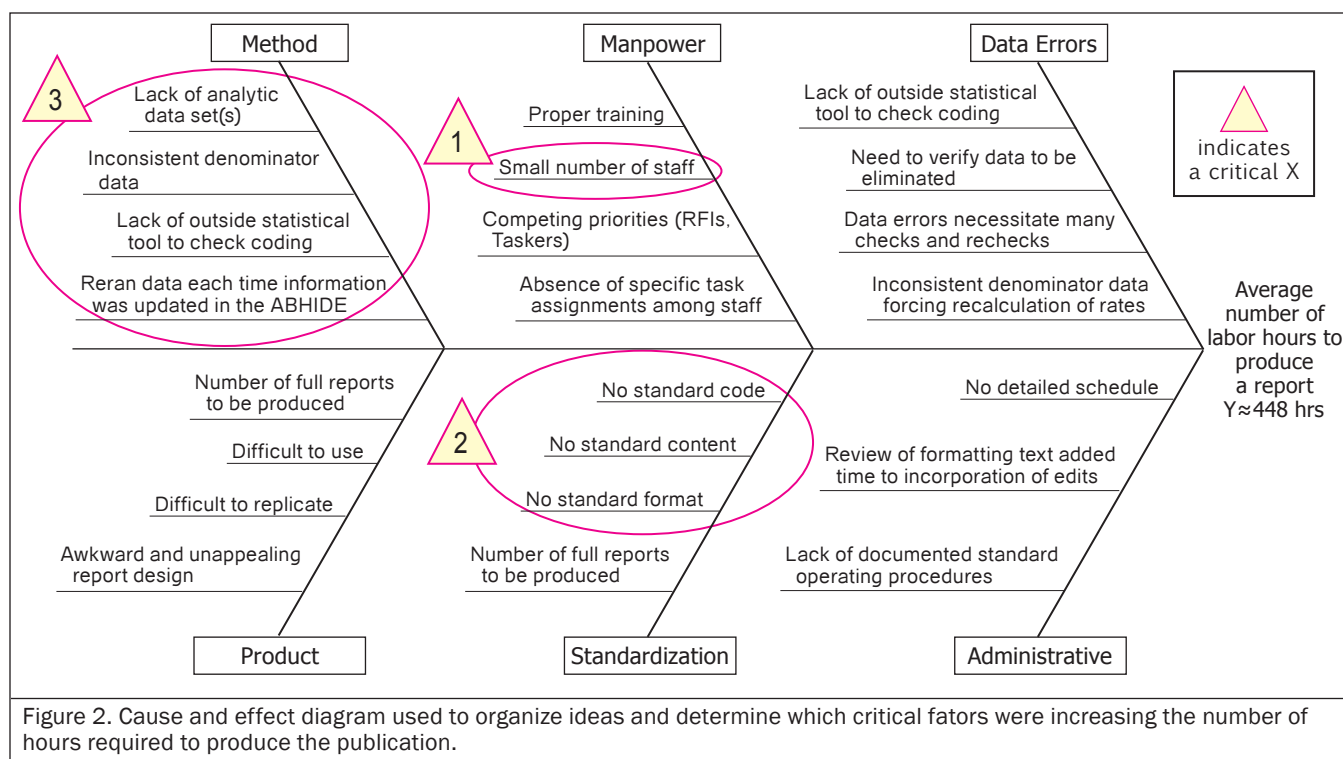 Method
Manpower
Data Errors
3
Lack of analytic
data set(s)
Inconsistent denominator
data
Lack of outside statistical
tool to check coding
Reran data each time information
was updated in the ABHIDE
1
Proper training
Small number of staff
Competing priorities (RFIs,
Taskers)
Absence of specific task
assignments among staff
Lack of outside statistical
tool to check coding
Need to verify data to be
eliminated
Data errors necessitate many
checks and rechecks
Inconsistent denominator data
forcing recalculation of rates
indicates
a critical X
Average
number of
labor hours to
produce
a report
Y≈448 hrs
Number of full reports
to be produced
Difficult to use
Difficult to replicate
Awkward and unappealing
report design
2
No standard code
No standard content
No standard format
Number of full reports
to be produced
No detailed schedule
Review of formatting text added
time to incorporation of edits
Lack of documented standard
operating procedures
Product
Standardization
Administrative
Figure 2. Cause and effect diagram used to organize ideas and determine which critical fators were increasing the number of
hours required to produce the publication.